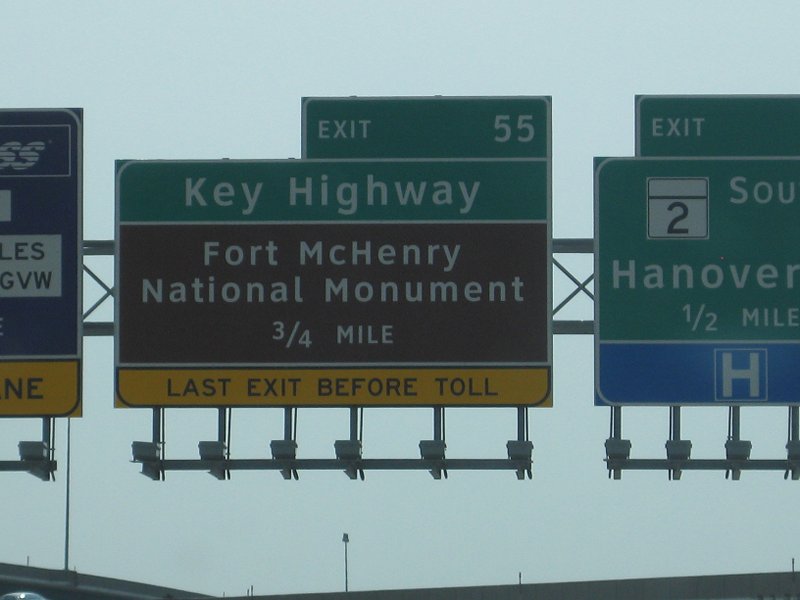 LES
GVW
NE
EXIT 55
Key Highway
Fort McHenry
National Monument
3/4 MILE
LAST EXIT BEFORE TOLL
EXIT
2
Sou
Hanover
1/2 MILE
H